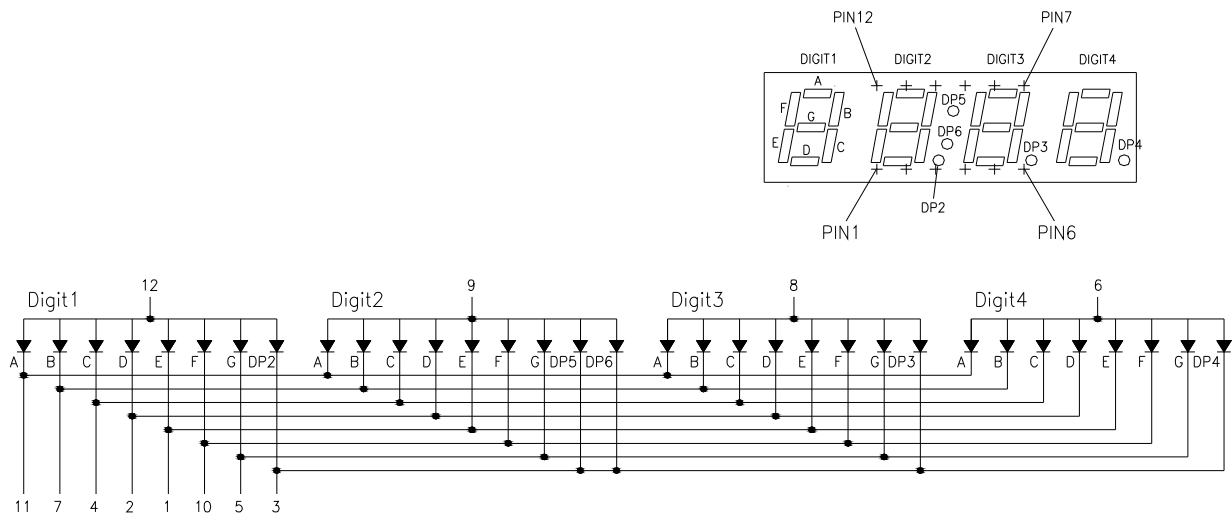 PIN12 PIN7
DIGIT1 DIGIT2 DIGIT3 DIGIT4
A
F B
DP5
G
DP6
E D C
DP3 DP4
DP2
PIN1 PIN6
Digit1 12 Digit2 9 Digit3 8 Digit4 6
A B C D E F G DP2 A B C D E F G DP5 DP6 A B C D E F G DP3 A B C D E F G DP4
11 7 4 2 1 10 5 3